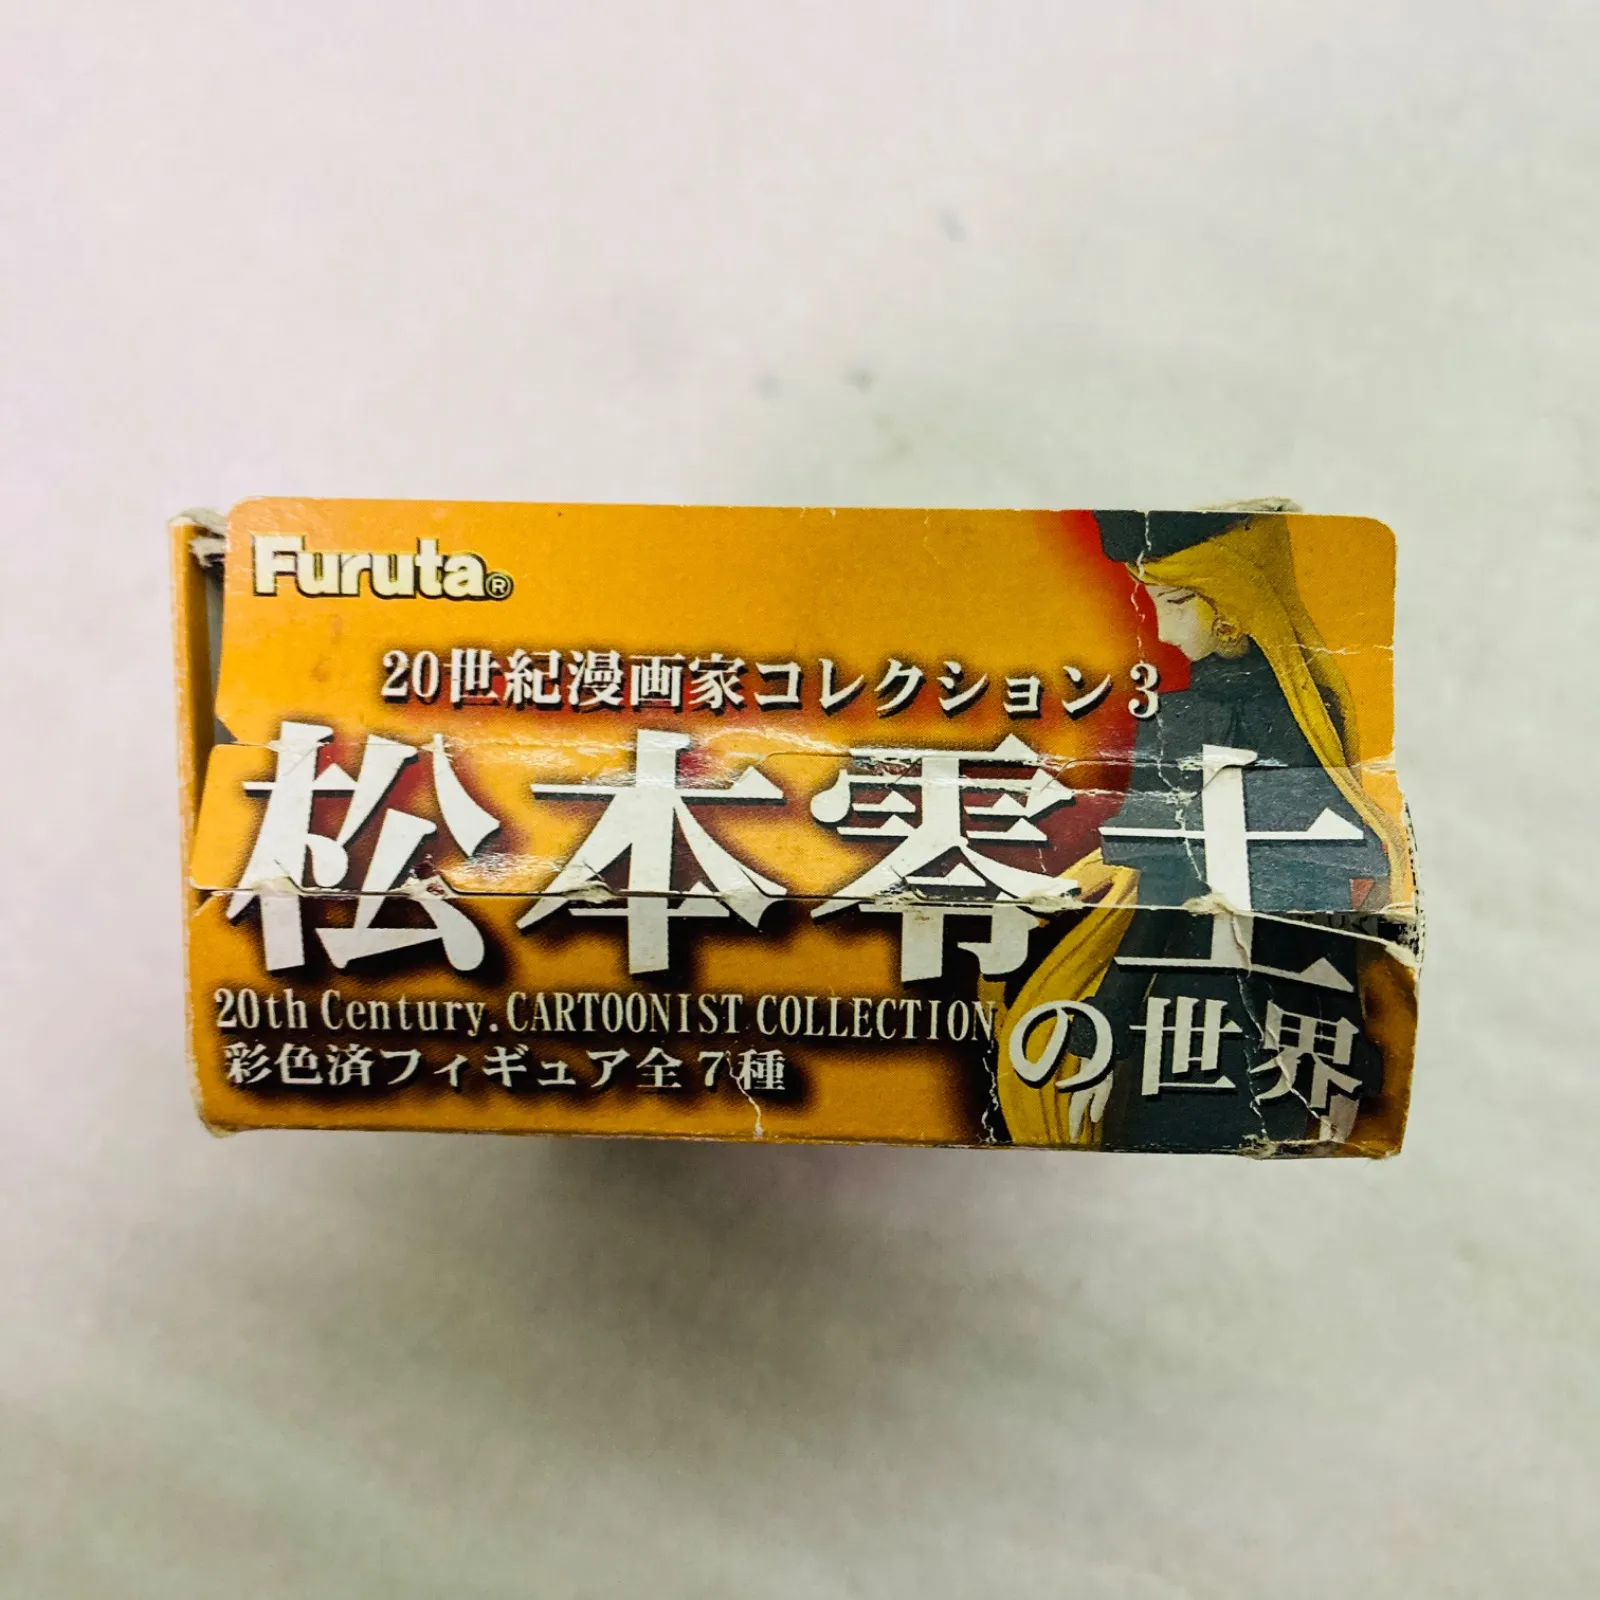 Furuta®
20世紀漫画家コレクション3
松本零士
の世界
20th Century. CARTOONIST COLLECTION
彩色済フィギュア全7種